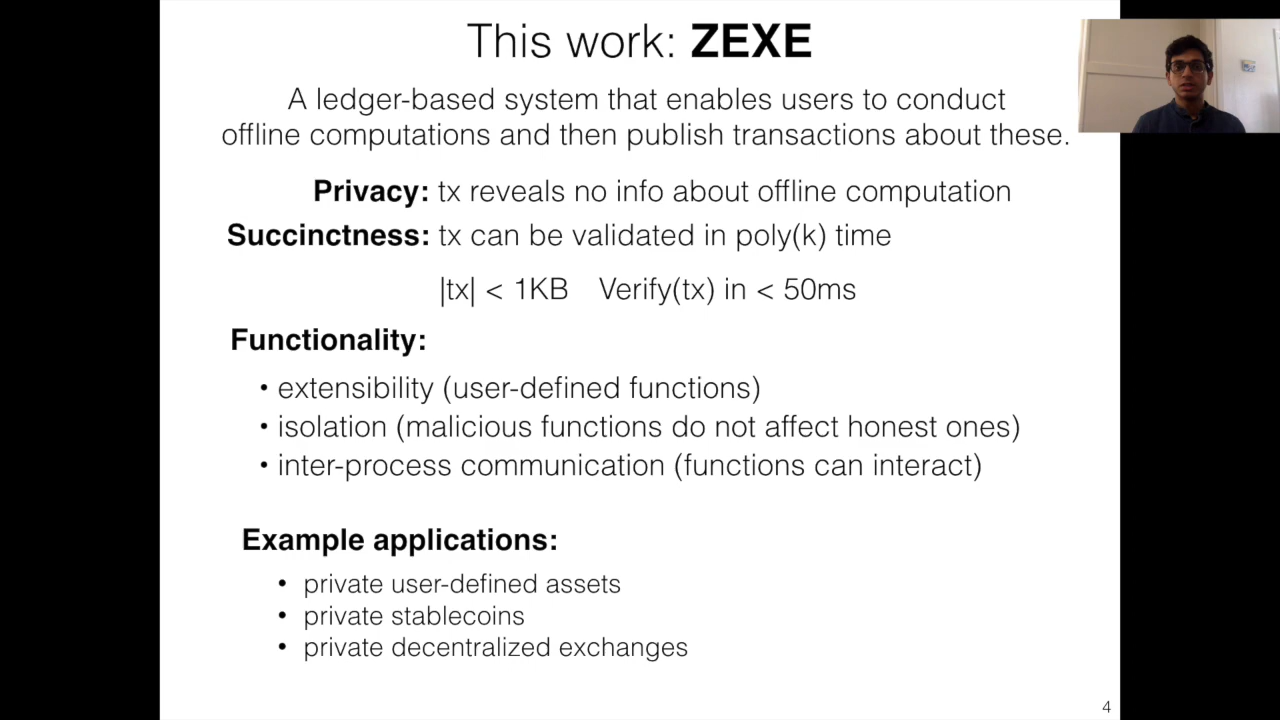 This work: ZEXE
A ledger-based system that enables users to conduct
offline computations and then publish transactions about these.
Privacy: tx reveals no info about offline computation
Succinctness: tx can be validated in poly(k) time
|tx| < 1KB Verify(tx) in < 50ms
Functionality:
• extensibility (user-defined functions)
• isolation (malicious functions do not affect honest ones)
• inter-process communication (functions can interact)
Example applications:
• private user-defined assets
• private stablecoins
• private decentralized exchanges
4